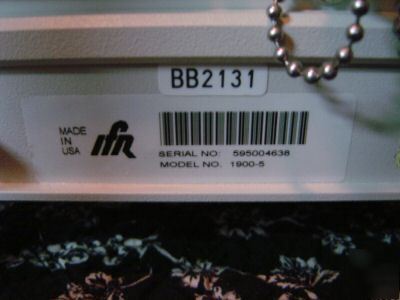 BB2131
MADE
IN
USA
ifr
SERIAL NO: 595004638
MODEL NO. 1900-5